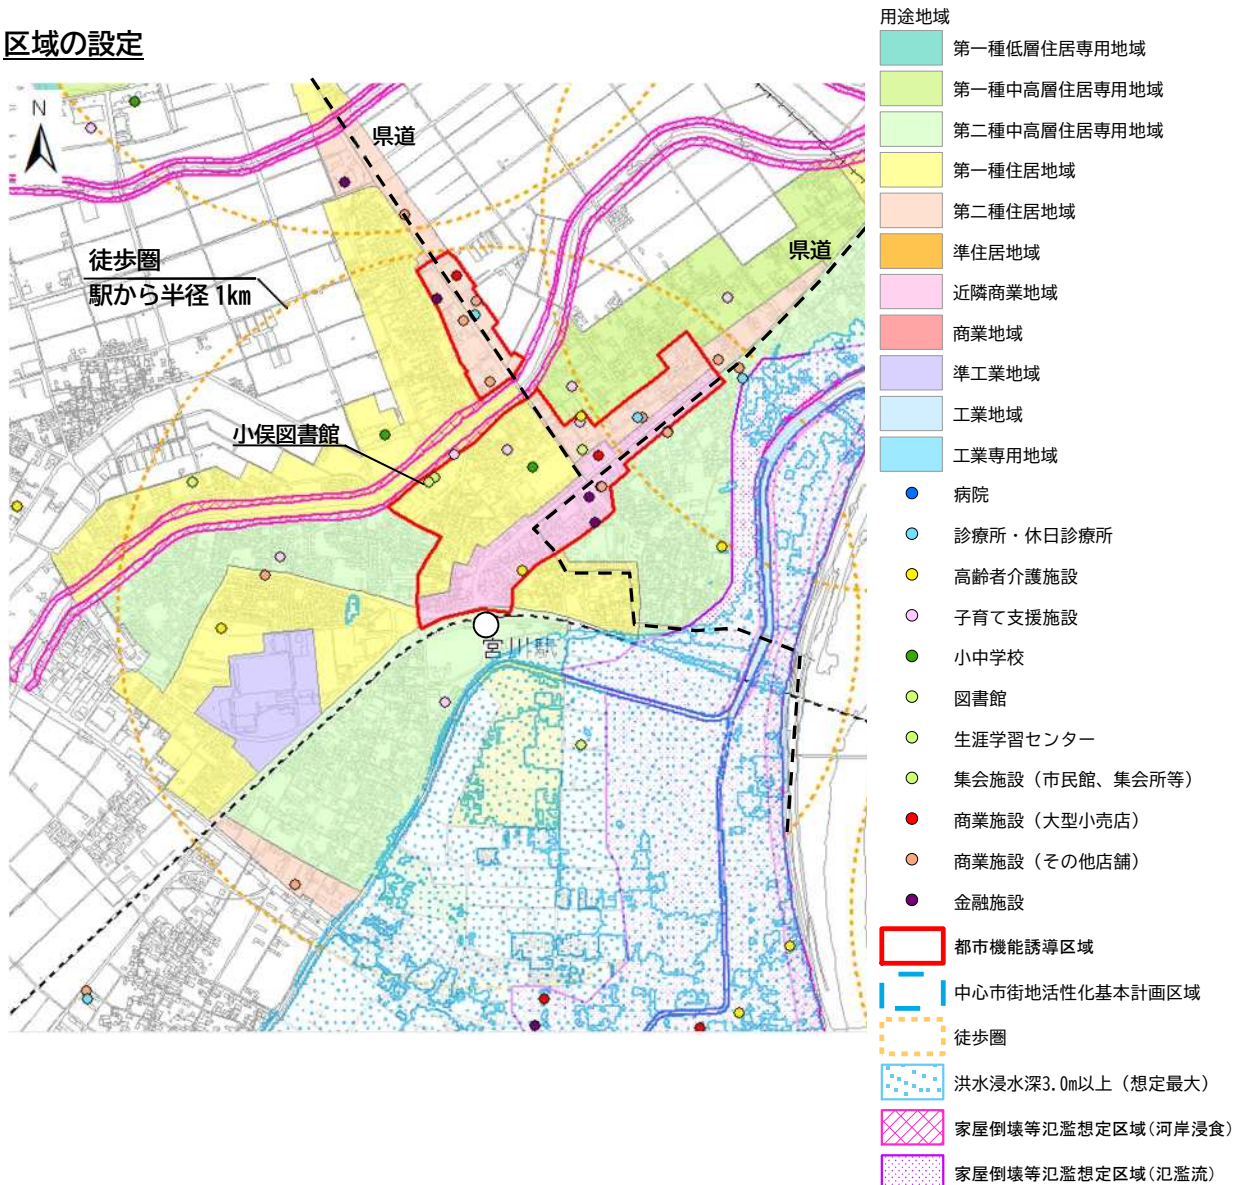 区域の設定
N
県道
県道
徒歩圏
駅から半径1km
小俣図書館
宮川駅
用途地域
第一種低層住居専用地域
第一種中高層住居専用地域
第二種中高層住居専用地域
第一種住居地域
第二種住居地域
準住居地域
近隣商業地域
商業地域
準工業地域
工業地域
工業専用地域
病院
診療所・休日診療所
高齢者介護施設
子育て支援施設
小中学校
図書館
生涯学習センター
集会施設（市民館、集会所等）
商業施設（大型小売店）
商業施設（その他店舗）
金融施設
都市機能誘導区域
中心市街地活性化基本計画区域
徒歩圏
洪水浸水深3.0m以上（想定最大）
家屋倒壊等氾濫想定区域(河岸浸食)
家屋倒壊等氾濫想定区域(氾濫流)